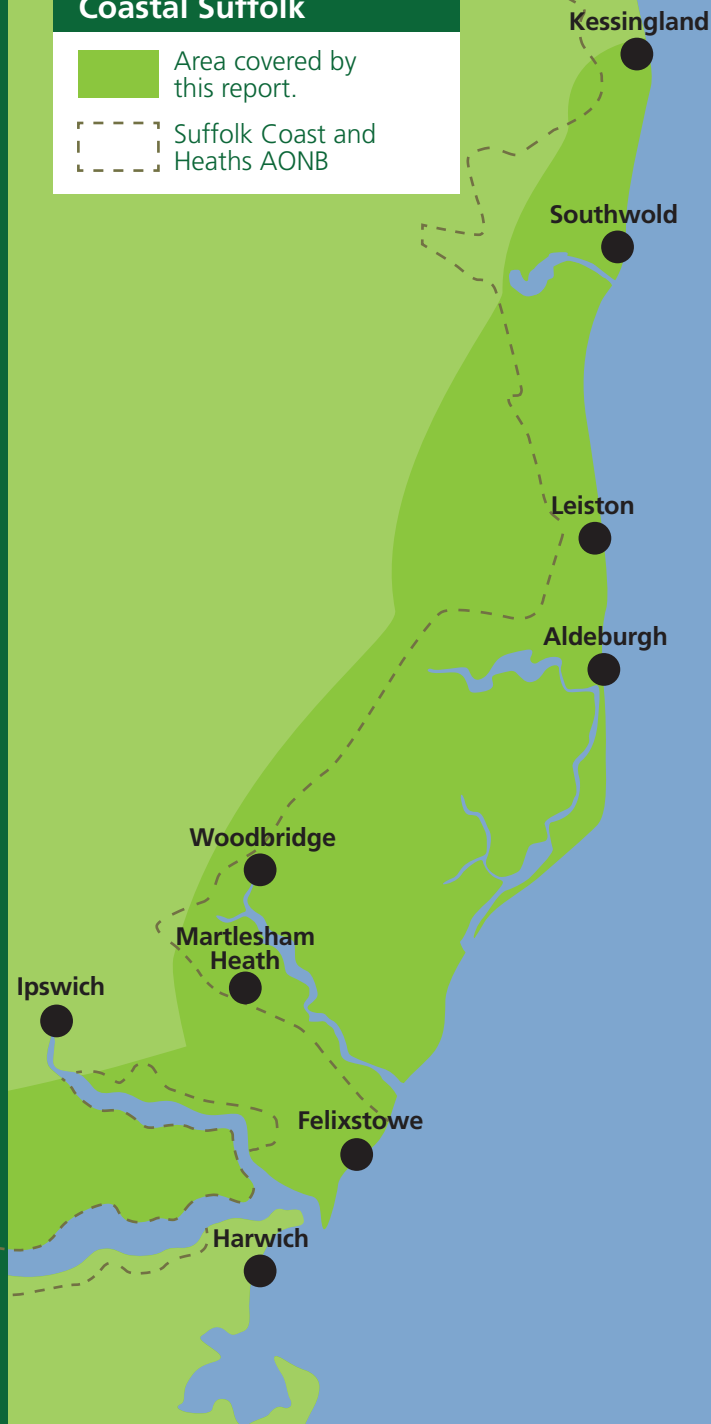 Coastal Suffolk
Area covered by
this report.
Suffolk Coast and
Heaths AONB
Kessingland
Southwold
Leiston
Aldeburgh
Woodbridge
Martlesham
Heath
Ipswich
Felixstowe
Harwich